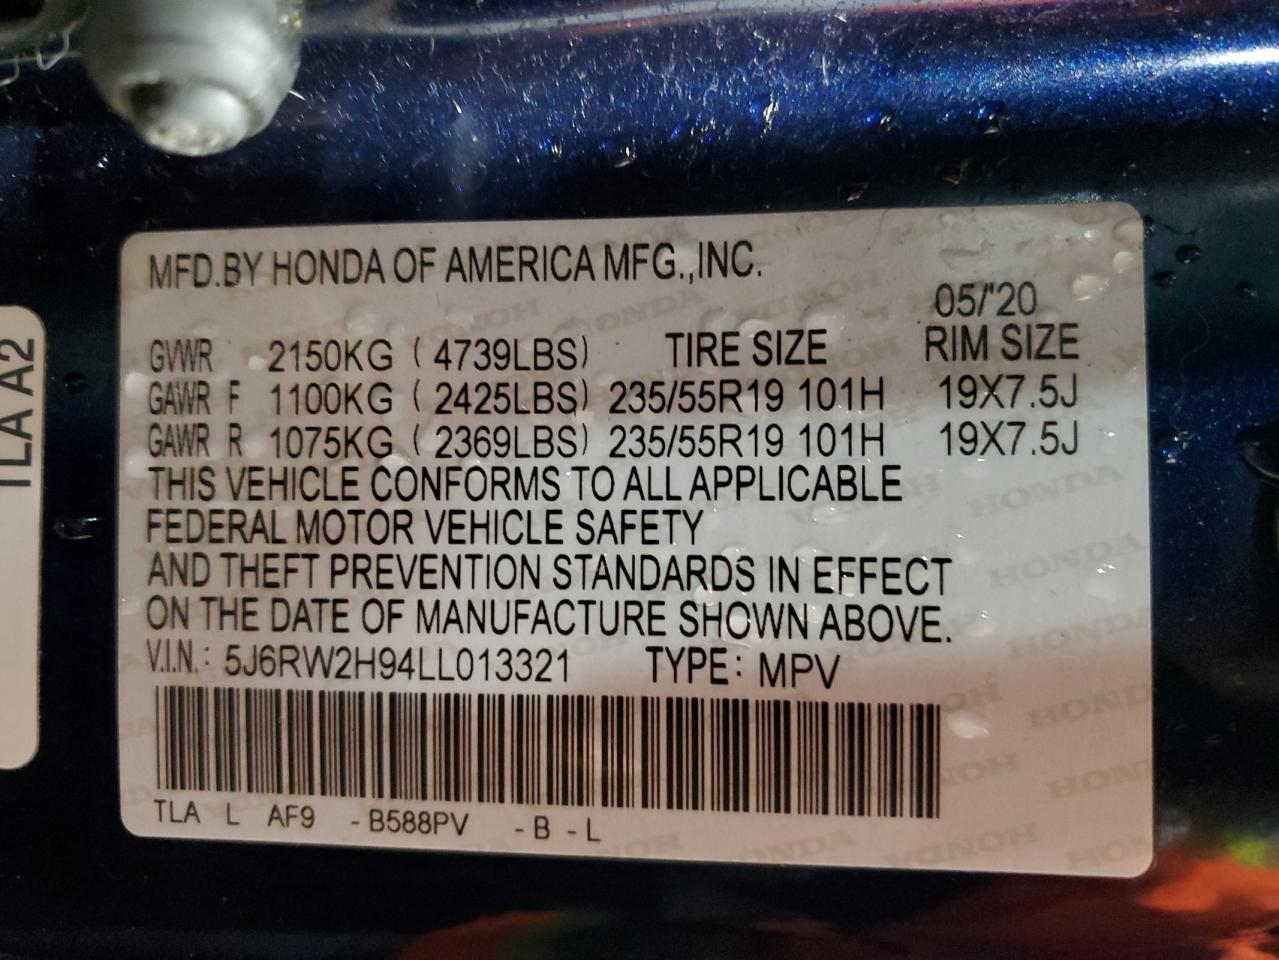 MFD.BY HONDA OF AMERICA MFG.,INC.
05/'20
GVWR 2150KG ( 4739LBS) TIRE SIZE RIM SIZE
GAWR F 1100KG ( 2425LBS) 235/55R19 101H 19X7.5J
GAWR R 1075KG ( 2369LBS) 235/55R19 101H 19X7.5J
THIS VEHICLE CONFORMS TO ALL APPLICABLE
FEDERAL MOTOR VEHICLE SAFETY
AND THEFT PREVENTION STANDARDS IN EFFECT
ON THE DATE OF MANUFACTURE SHOWN ABOVE.
V.I.N.: 5J6RW2H94LL013321 TYPE: MPV
TLA L AF9 -B588PV -B -L
TLA A2